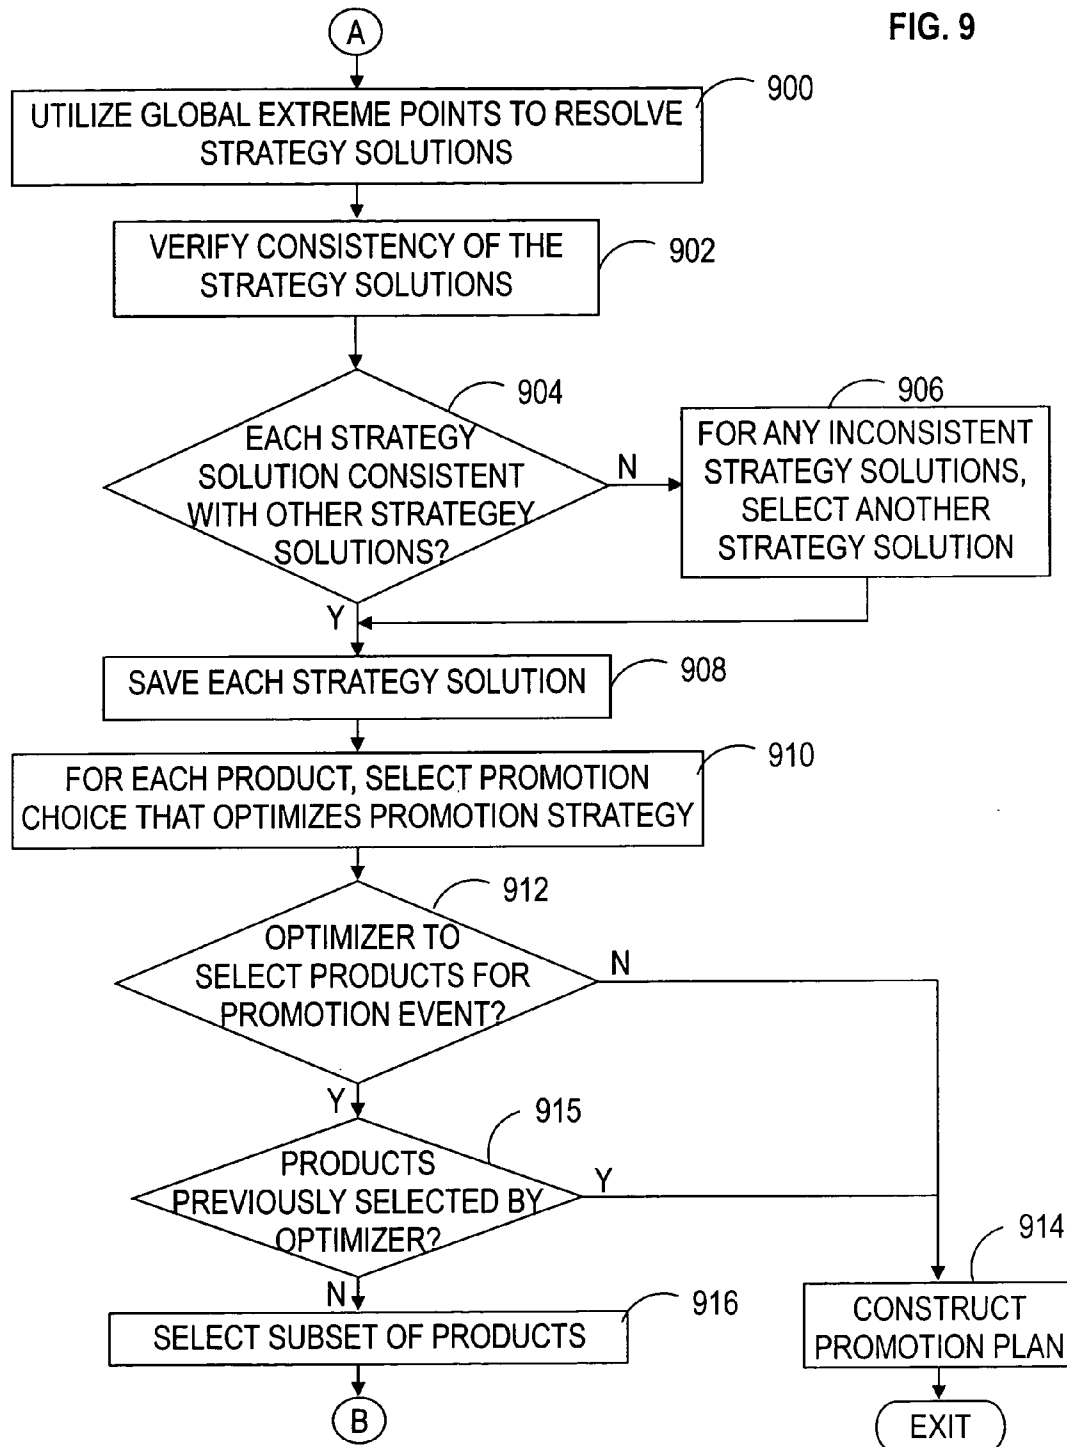 FIG. 9
A
900
UTILIZE GLOBAL EXTREME POINTS TO RESOLVE
STRATEGY SOLUTIONS
VERIFY CONSISTENCY OF THE
STRATEGY SOLUTIONS
902
904
EACH STRATEGY
SOLUTION CONSISTENT
WITH OTHER STRATEGEY
SOLUTIONS?
N
906
FOR ANY INCONSISTENT
STRATEGY SOLUTIONS,
SELECT ANOTHER
STRATEGY SOLUTION
Y
SAVE EACH STRATEGY SOLUTION
908
910
FOR EACH PRODUCT, SELECT PROMOTION
CHOICE THAT OPTIMIZES PROMOTION STRATEGY
912
OPTIMIZER TO
SELECT PRODUCTS FOR
PROMOTION EVENT?
N
Y
915
PRODUCTS
PREVIOUSLY SELECTED BY
OPTIMIZER?
Y
N
914
CONSTRUCT
PROMOTION PLAN
916
SELECT SUBSET OF PRODUCTS
B
EXIT